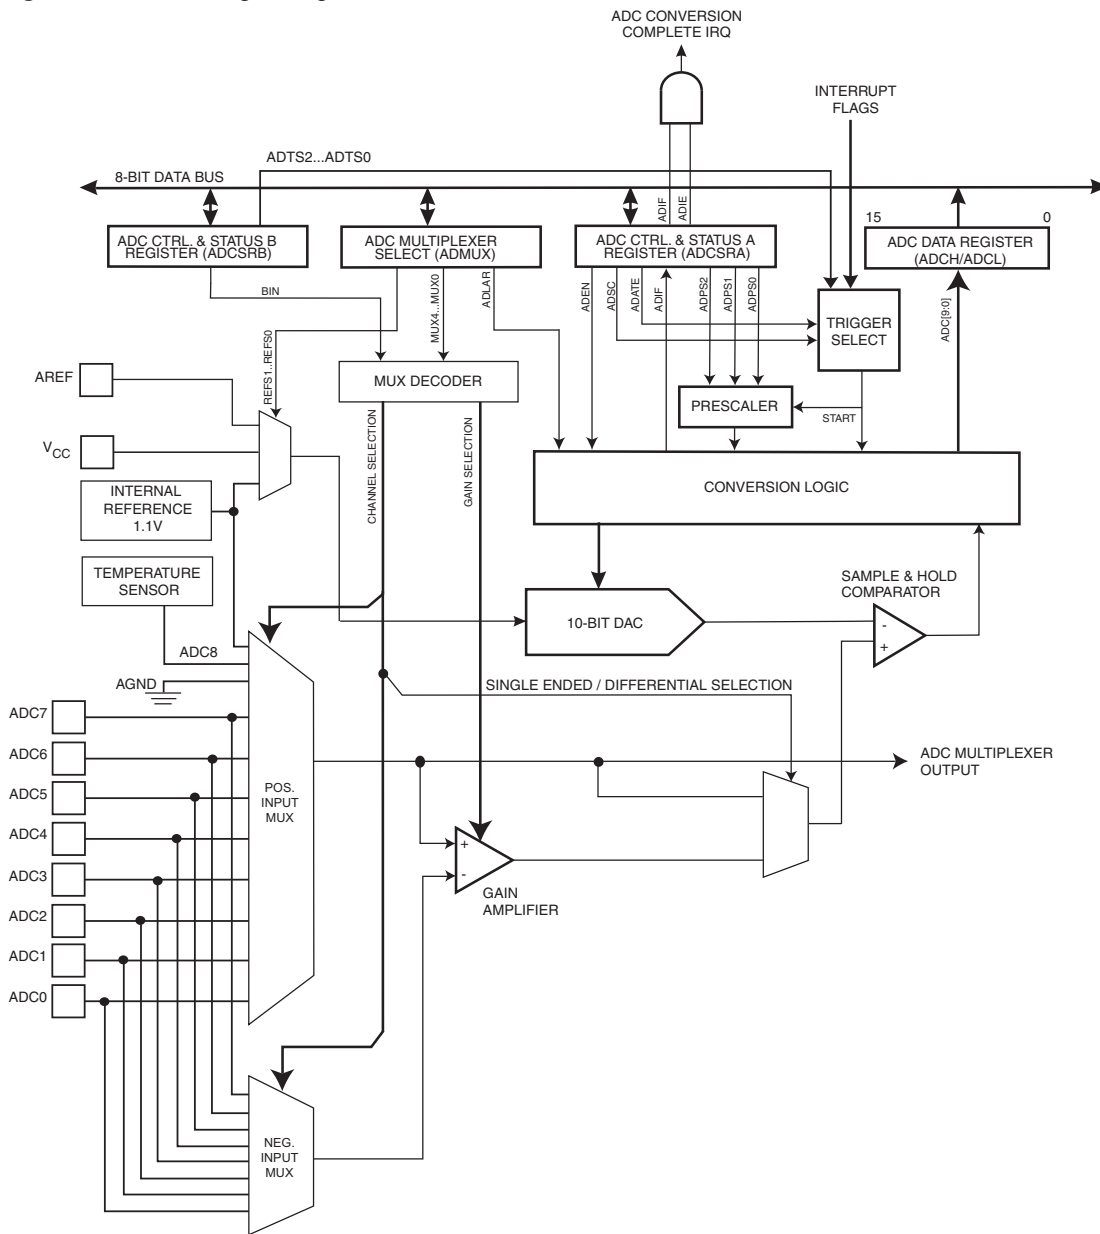 ADC CONVERSION
COMPLETE IRQ
INTERRUPT
FLAGS
ADTS2...ADTS0
8-BIT DATA BUS
ADIF
ADIE
15
0
ADC CTRL. & STATUS B
REGISTER (ADCSRB)
ADC MULTIPLEXER
SELECT (ADMUX)
ADC CTRL. & STATUS A
REGISTER (ADCSRA)
ADC DATA REGISTER
(ADCH/ADCL)
BIN
REFS1..REFS0
MUX4...MUX0
ADLAR
ADEN
ADSC
ADATE
ADIF
ADPS2
ADPS1
ADPS0
TRIGGER
SELECT
ADC[9:0]
AREF
MUX DECODER
PRESCALER
START
VCC
CHANNEL SELECTION
GAIN SELECTION
CONVERSION LOGIC
INTERNAL
REFERENCE
1.1V
TEMPERATURE
SENSOR
SAMPLE & HOLD
COMPARATOR
10-BIT DAC
-
+
ADC8
AGND
SINGLE ENDED / DIFFERENTIAL SELECTION
ADC7
ADC6
ADC5
ADC4
ADC3
ADC2
ADC1
ADC0
POS.
INPUT
MUX
ADC MULTIPLEXER
OUTPUT
+
-
GAIN
AMPLIFIER
NEG.
INPUT
MUX